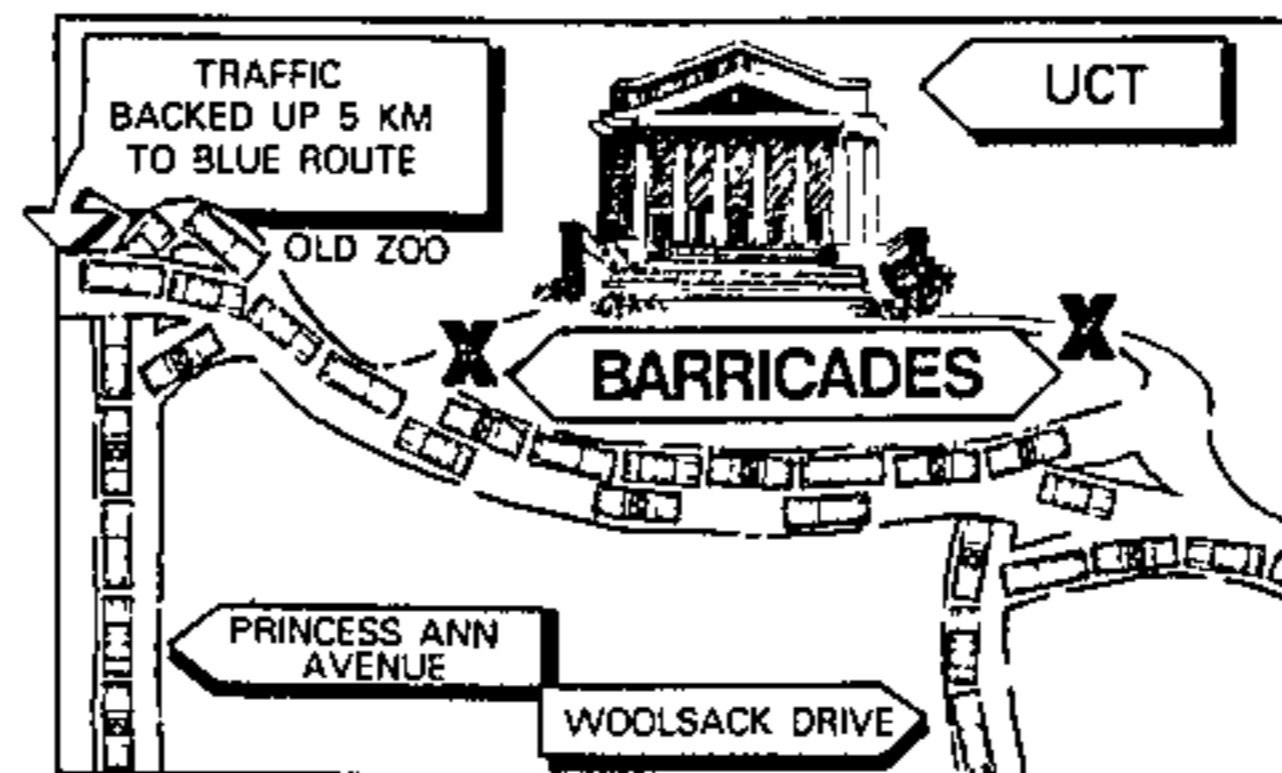 TRAFFIC
BACKED UP 5 KM
TO BLUE ROUTE
UCT
OLD ZOO
X
X
BARRICADES
PRINCESS ANN
AVENUE
WOOLSACK DRIVE